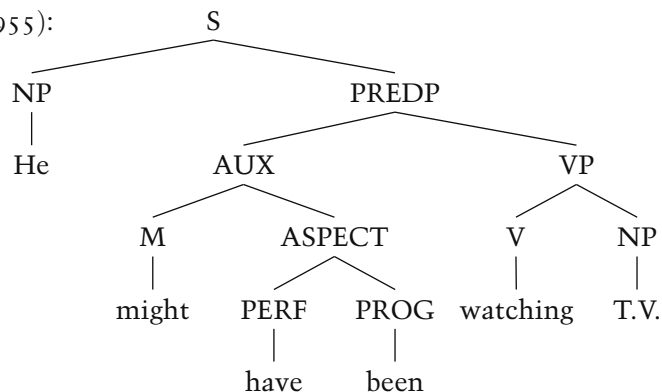 955): S
NP PREDP
He AUX VP
M ASPECT V NP
might PERF PROG watching T.V.
have been